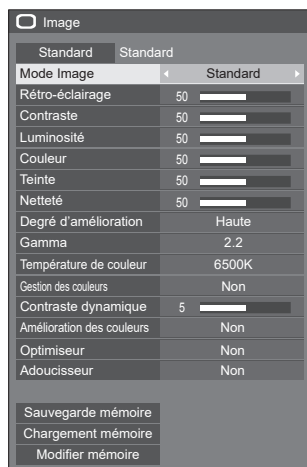 Image
Standard Standard
Mode Image Standard
Rétro-éclairage 50
Contraste 50
Luminosité 50
Couleur 50
Teinte 50
Netteté 50
Degré d'amélioration Haute
Gamma 2.2
Température de couleur 6500K
Gestion des couleurs Non
Contraste dynamique 5
Amélioration des couleurs Non
Optimiseur Non
Adoucisseur Non
Sauvegarde mémoire
Chargement mémoire
Modifier mémoire